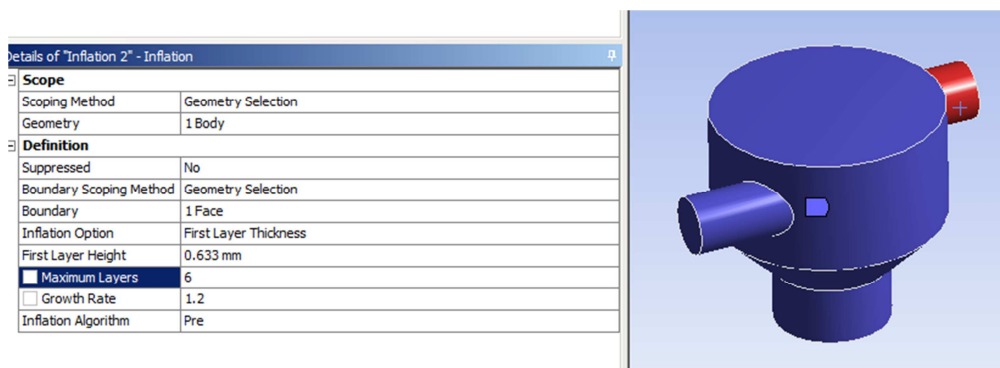 Details of "Inflation 2" - Inflation
Scope
Scoping Method Geometry Selection
Geometry 1 Body
Definition
Suppressed No
Boundary Scoping Method Geometry Selection
Boundary 1 Face
Inflation Option First Layer Thickness
First Layer Height 0.633 mm
Maximum Layers 6
Growth Rate 1.2
Inflation Algorithm Pre